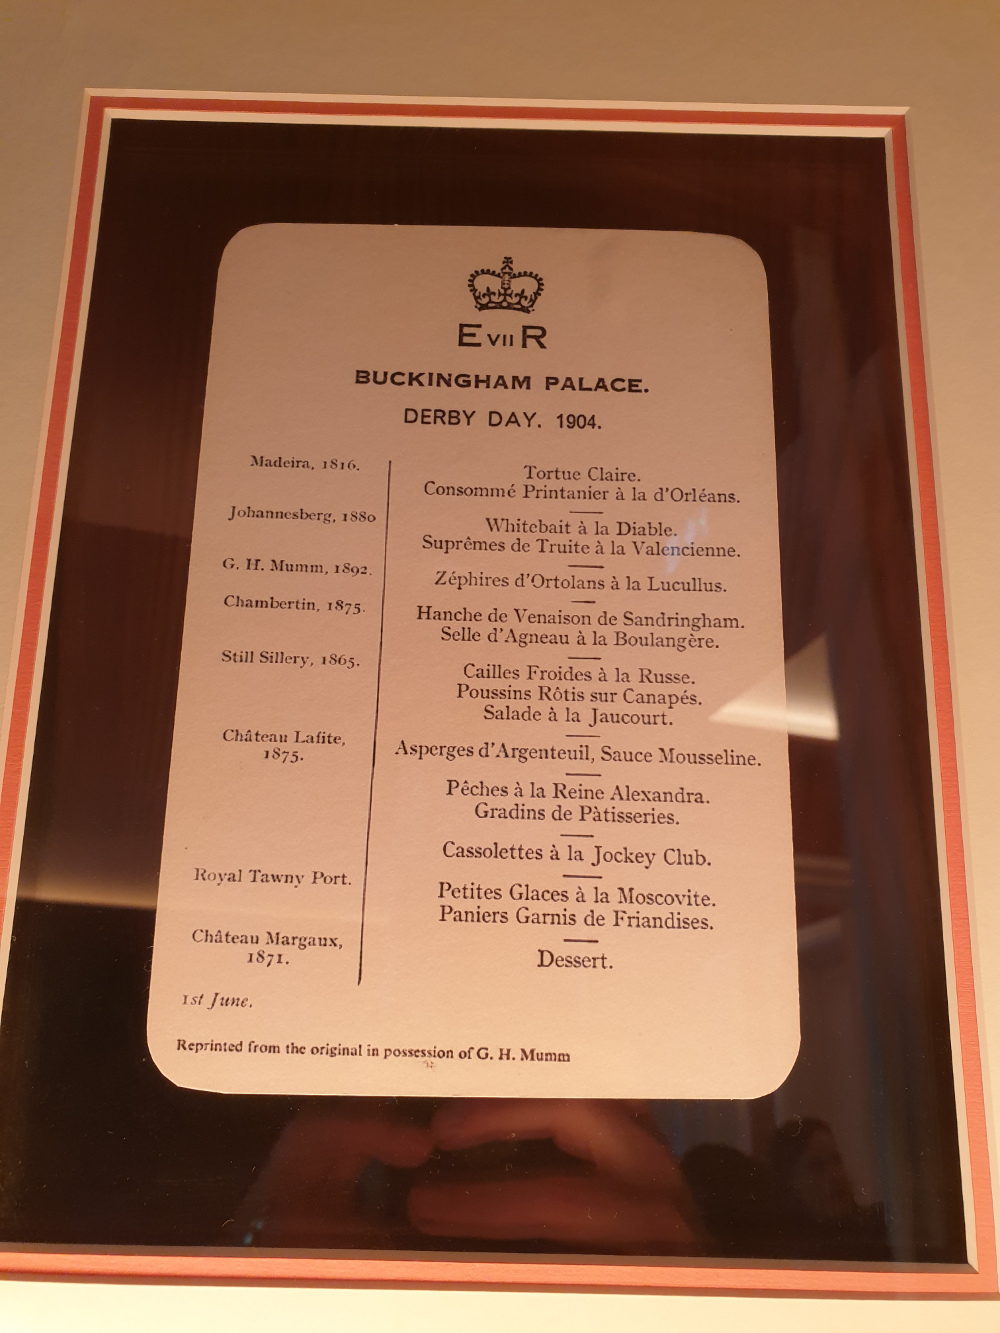 E VII R
BUCKINGHAM PALACE.
DERBY DAY. 1904.
Madeira, 1816.
Tortue Claire.
Consommé Printanier à la d'Orléans.
Johannesberg, 1880
Whitebait à la Diable.
Suprêmes de Truite à la Valencienne.
G. H. Mumm, 1892.
Zéphires d'Ortolans à la Lucullus.
Chambertin, 1875.
Hanche de Venaison de Sandringham.
Selle d'Agneau à la Boulangère.
Still Sillery, 1865.
Cailles Froides à la Russe.
Poussins Rôtis sur Canapés.
Salade à la Jaucourt.
Château Lafite,
1875.
Asperges d'Argenteuil, Sauce Mousseline.
Pêches à la Reine Alexandra.
Gradins de Pàtisseries.
Cassolettes à la Jockey Club.
Royal Tawny Port.
Petites Glaces à la Moscovite.
Paniers Garnis de Friandises.
Château Margaux,
1871.
Dessert.
1st June.
Reprinted from the original in possession of G. H. Mumm